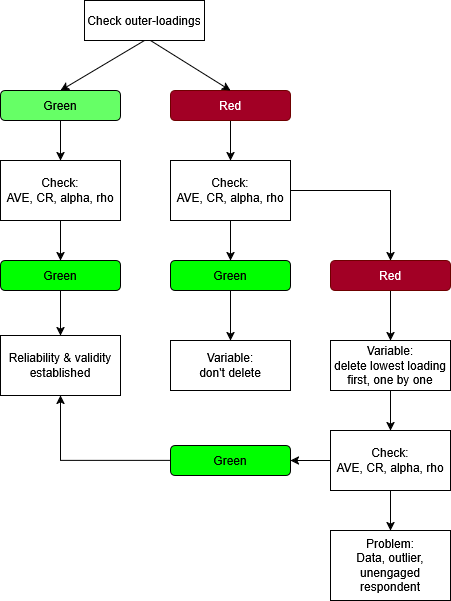 Check outer-loadings
Green
Red
Check:
AVE, CR, alpha, rho
Check:
AVE, CR, alpha, rho
Green
Green
Red
Reliability & validity
established
Variable:
don't delete
Variable:
delete lowest loading
first, one by one
Green
Check:
AVE, CR, alpha, rho
Problem:
Data, outlier,
unengaged
respondent